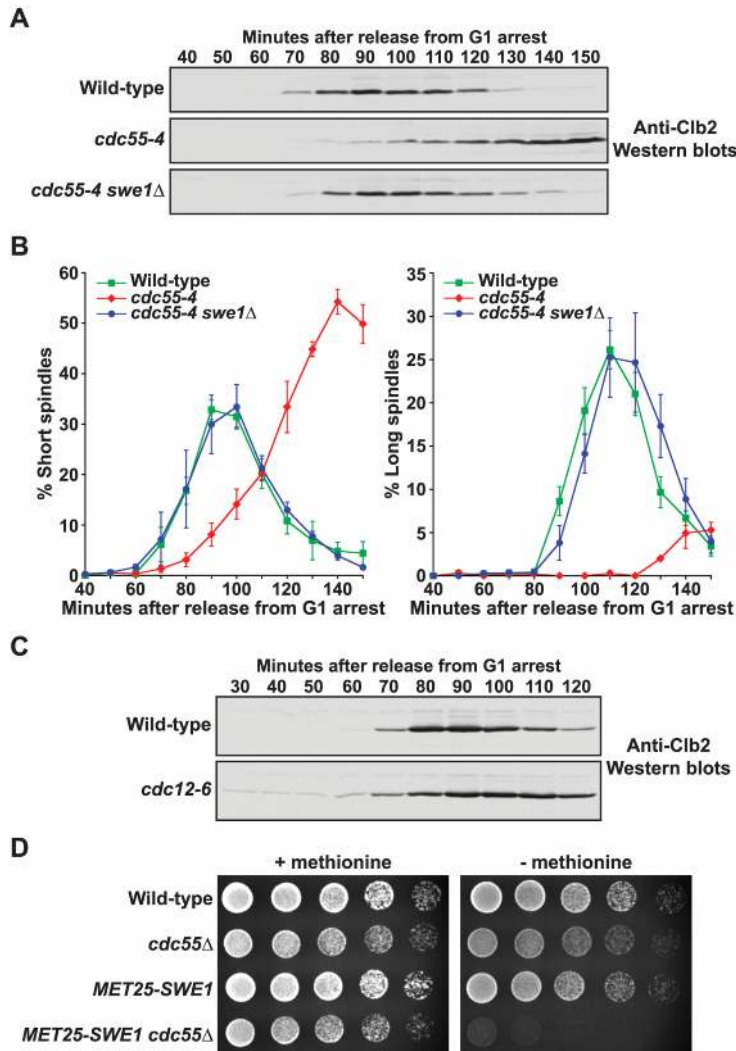 A
Minutes after release from G1 arrest
40 50 60 70 80 90 100 110 120 130 140 150
Wild-type
cdc55-4
cdc55-4 swe1Δ
Anti-Clb2
Western blots
B
60
50
40
30
20
10
0
% Short spindles
Wild-type
cdc55-4
cdc55-4 swe1Δ
40 60 80 100 120 140
Minutes after release from G1 arrest
35
30
25
20
15
10
5
0
% Long spindles
Wild-type
cdc55-4
cdc55-4 swe1Δ
40 60 80 100 120 140
Minutes after release from G1 arrest
C
Minutes after release from G1 arrest
30 40 50 60 70 80 90 100 110 120
Wild-type
cdc12-6
Anti-Clb2
Western blots
D
+ methionine
- methionine
Wild-type
cdc55Δ
MET25-SWE1
MET25-SWE1 cdc55Δ